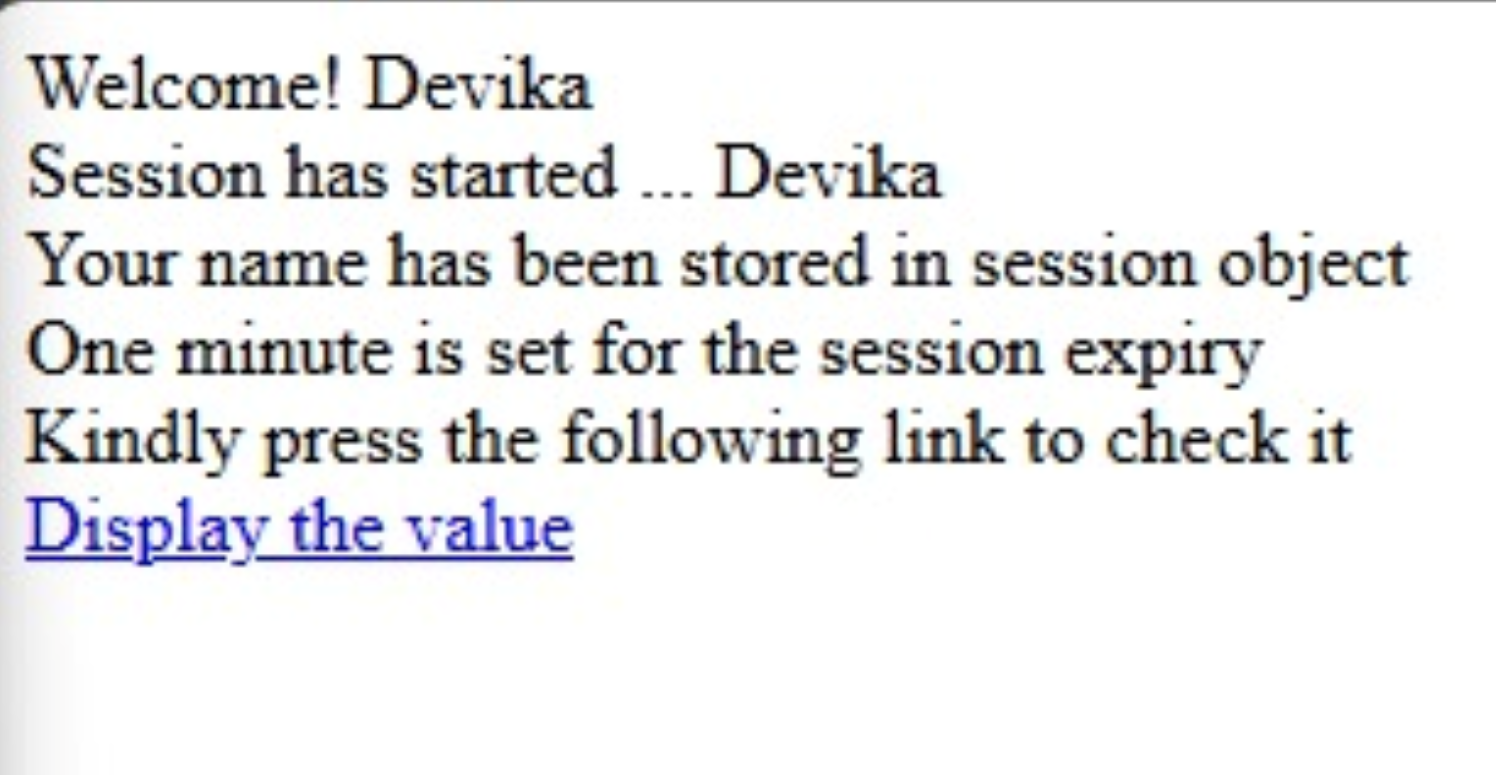 Welcome! Devika
Session has started ... Devika
Your name has been stored in session object
One minute is set for the session expiry
Kindly press the following link to check it
Display the value